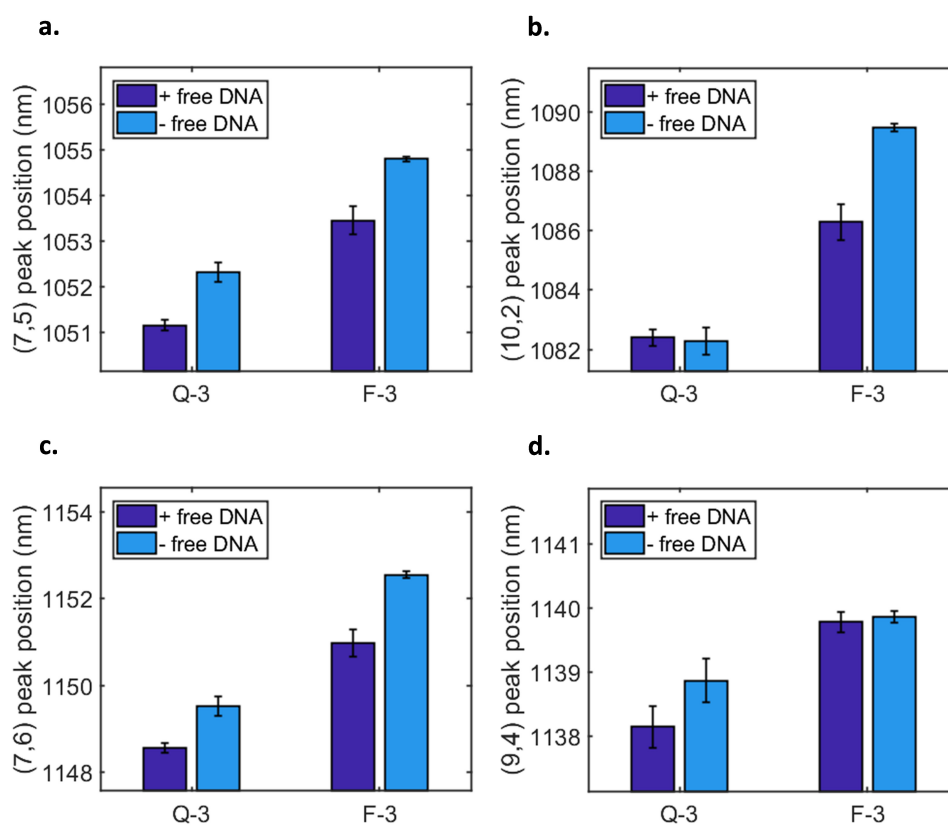 a.
(7,5) peak position (nm)
1056
1055
1054
1053
1052
1051
+ free DNA
- free DNA
Q-3
F-3
b.
(10,2) peak position (nm)
1090
1088
1086
1084
1082
+ free DNA
- free DNA
Q-3
F-3
c.
(7,6) peak position (nm)
1154
1152
1150
1148
+ free DNA
- free DNA
Q-3
F-3
d.
(9,4) peak position (nm)
1141
1140
1139
1138
+ free DNA
- free DNA
Q-3
F-3